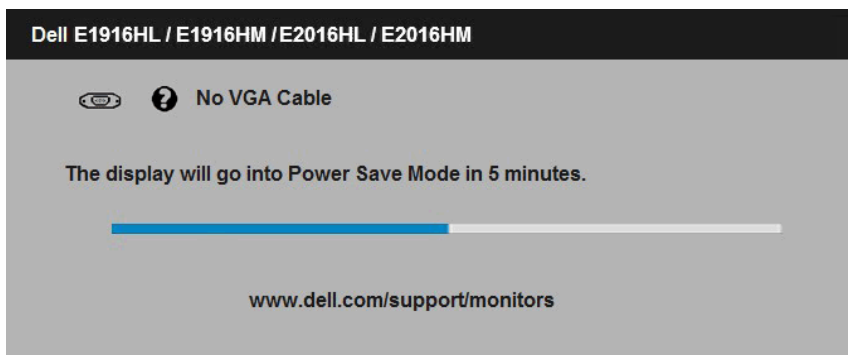 Dell E1916HL / E1916HM / E2016HL / E2016HM
No VGA Cable
The display will go into Power Save Mode in 5 minutes.
www.dell.com/support/monitors